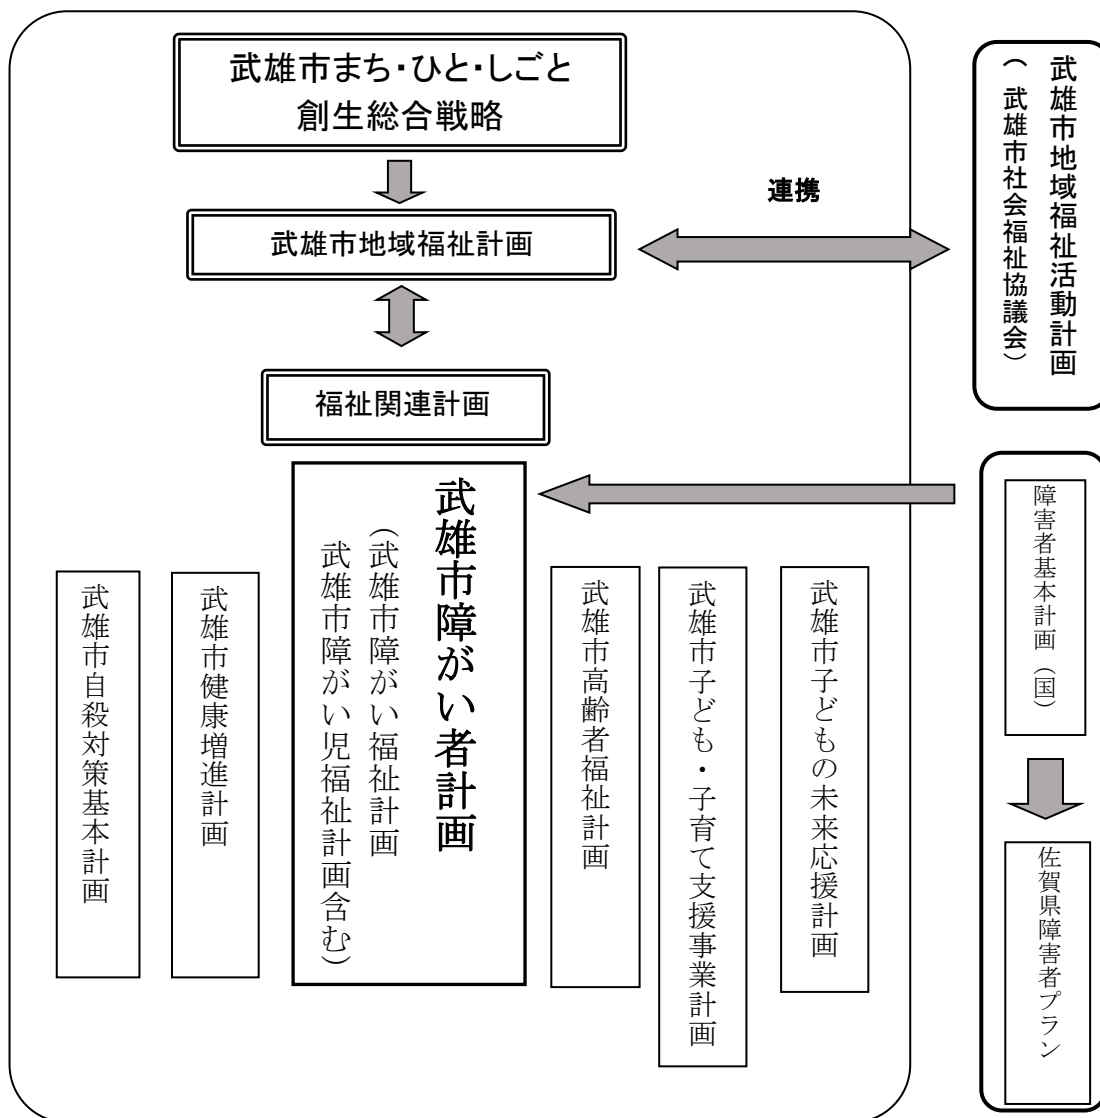 武雄市まち・ひと・しごと
創生総合戦略
武雄市地域福祉計画
連携
武雄市地域福祉活動計画
（武雄市社会福祉協議会）
福祉関連計画
武雄市障がい者計画
（武雄市障がい福祉計画
武雄市障がい児福祉計画含む）
武雄市自殺対策基本計画
武雄市健康増進計画
武雄市高齢者福祉計画
武雄市子ども・子育て支援事業計画
武雄市子どもの未来応援計画
障害者基本計画（国）
佐賀県障害者プラン